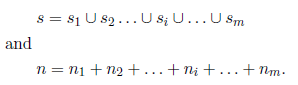 s = s₁ ∪ s₂ … ∪ sᵢ ∪ … ∪ sₘ
and
n = n₁ + n₂ + … + nᵢ + … + nₘ.